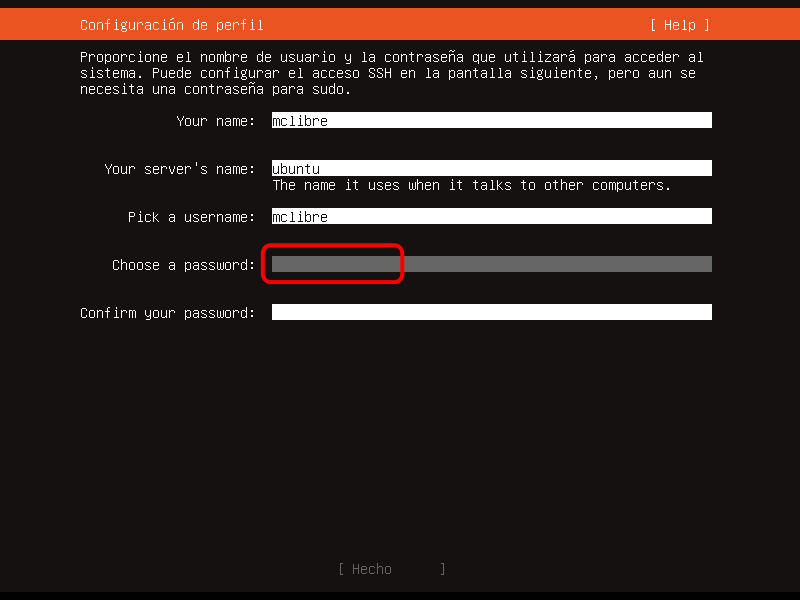 Configuración de perfil [ Help ]
Proporcione el nombre de usuario y la contraseña que utilizará para acceder al
sistema. Puede configurar el acceso SSH en la pantalla siguiente, pero aun se
necesita una contraseña para sudo.
Your name: mclibre
Your server's name: ubuntu
The name it uses when it talks to other computers.
Pick a username: mclibre
Choose a password:
Confirm your password:
[ Hecho ]